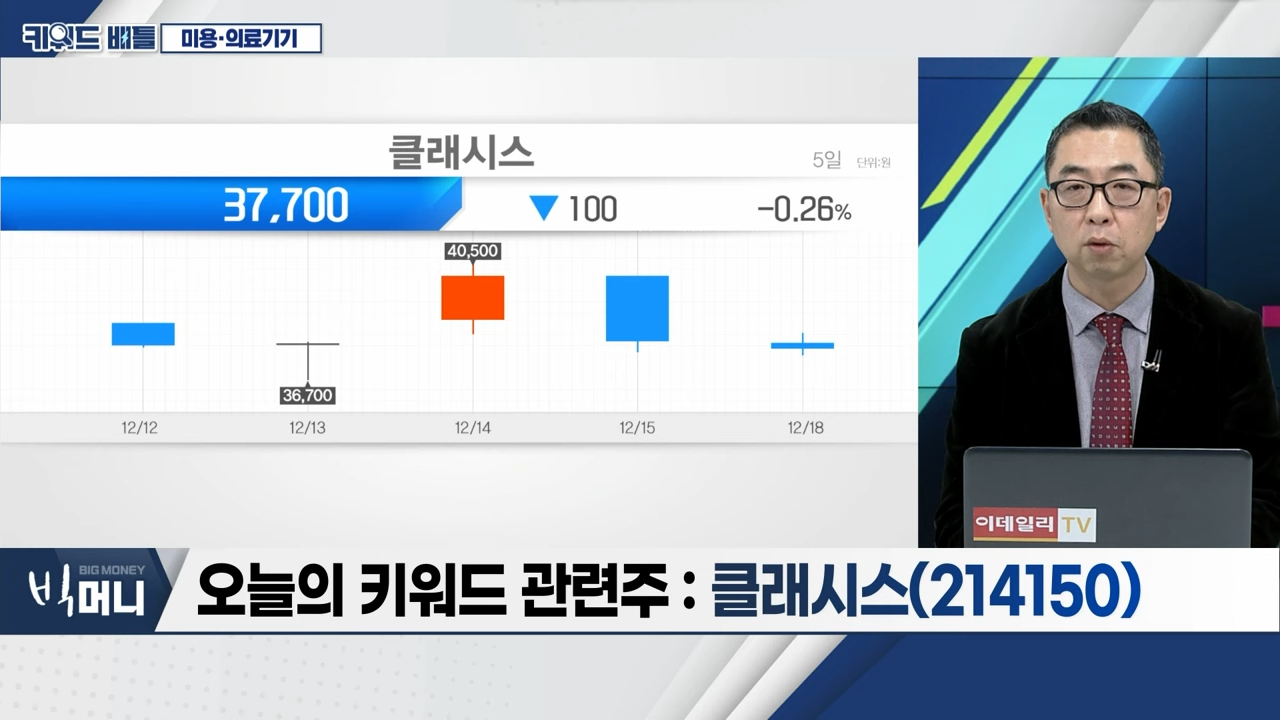 키워드 배틀 미용·의료기기
클래시스
5일 단위:원
37,700 ▼ 100 -0.26%
40,500
36,700
12/12 12/13 12/14 12/15 12/18
이데일리TV
BIG MONEY
빅머니
오늘의 키워드 관련주 : 클래시스(214150)